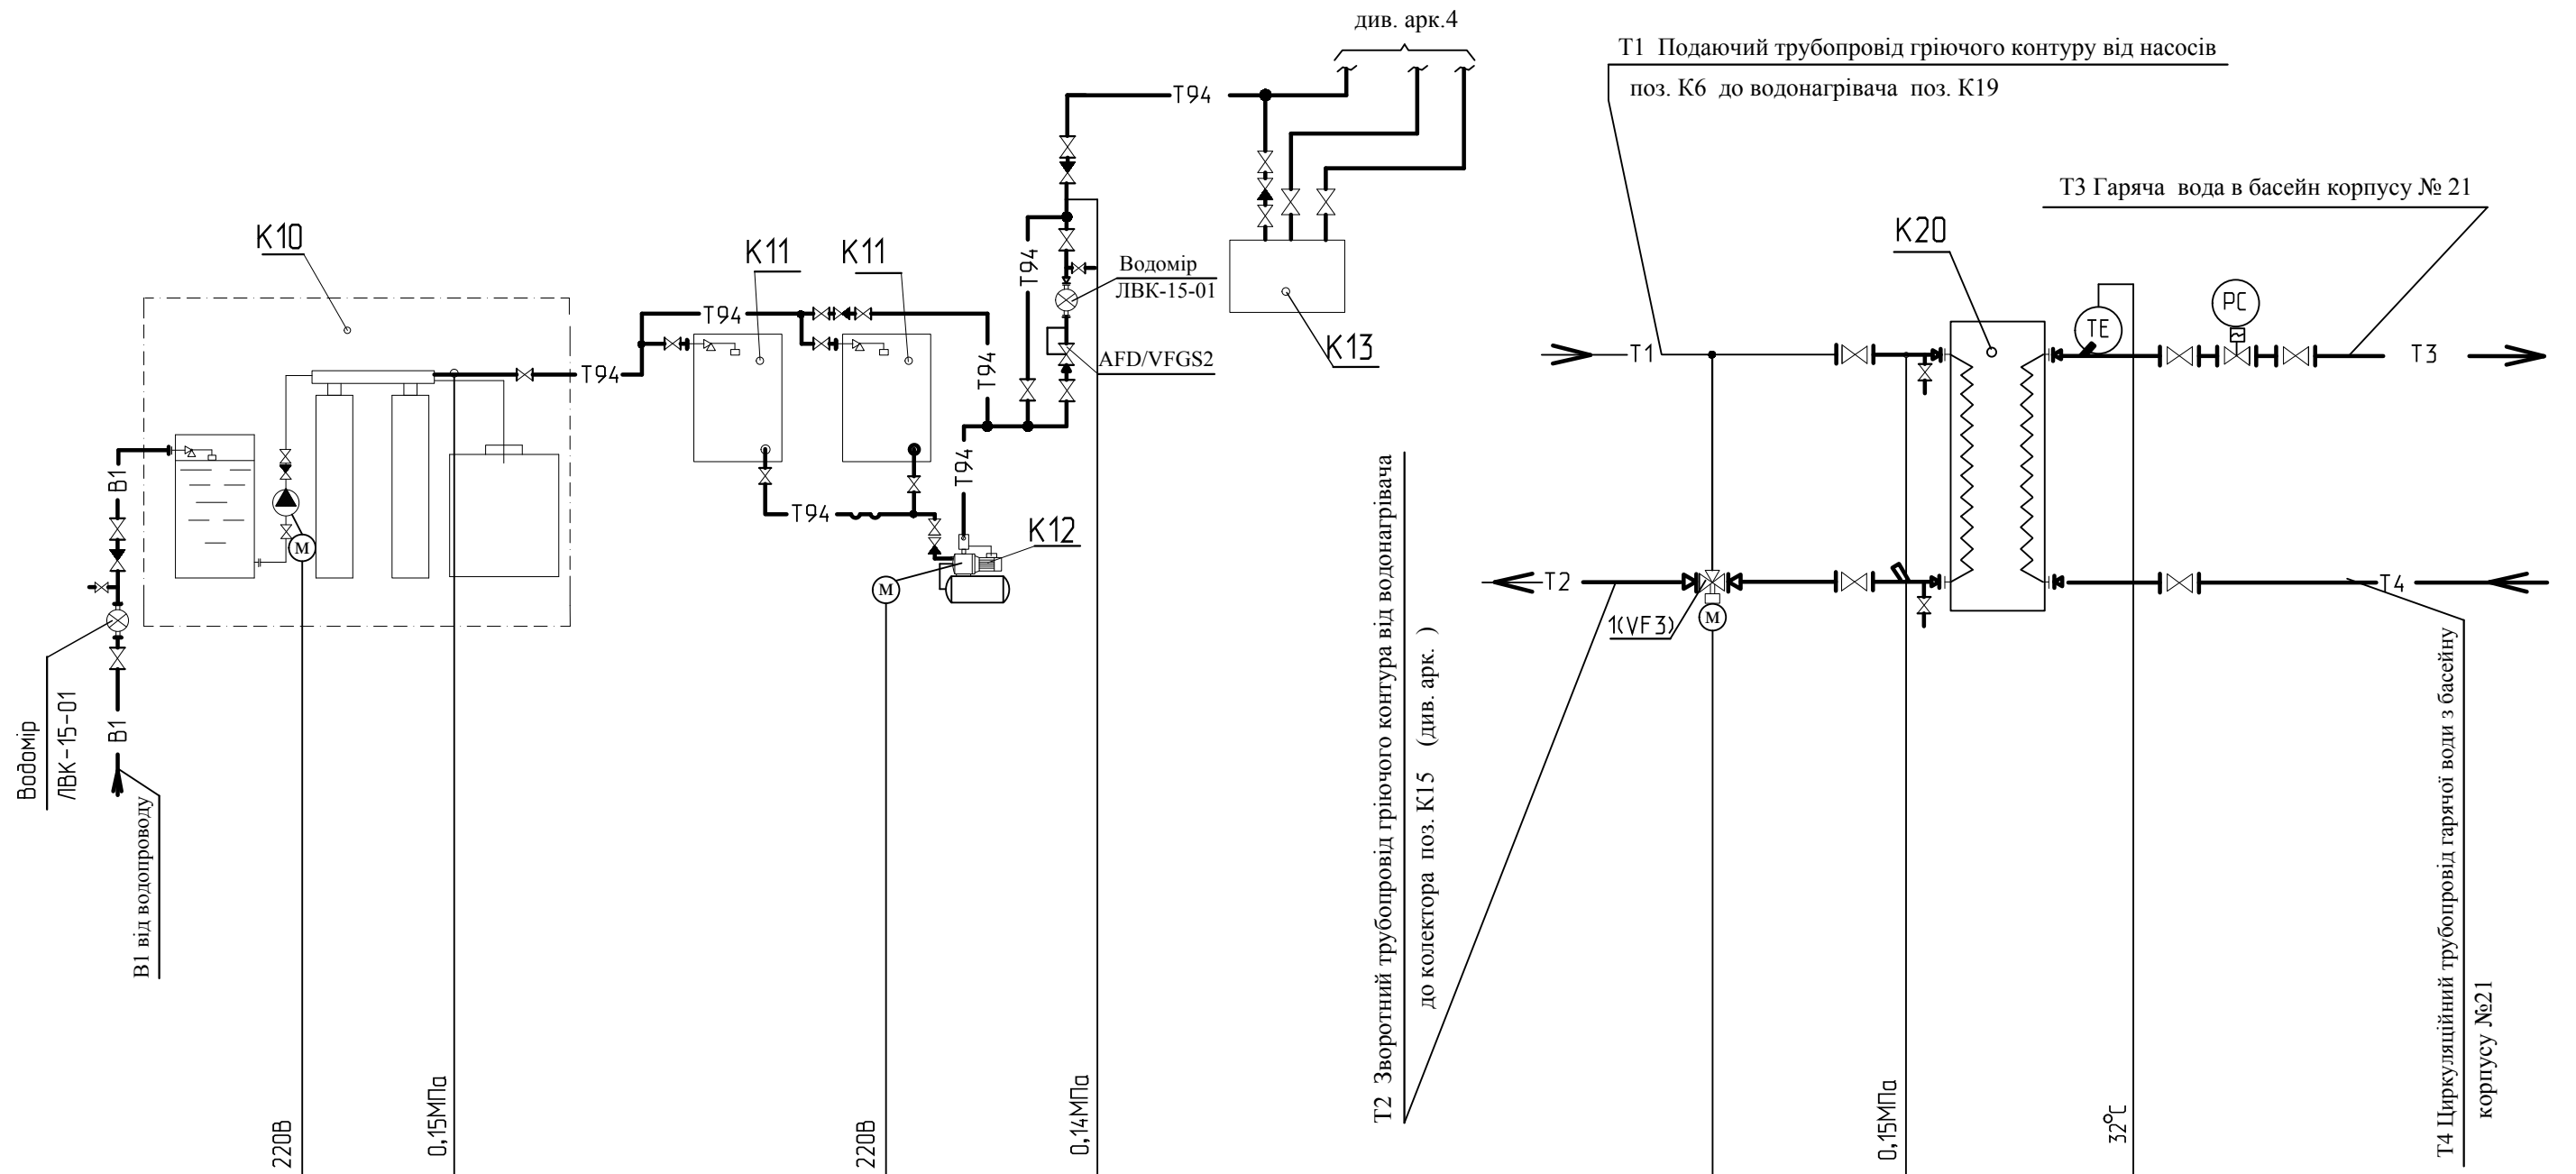 див. арк.4
Т1 Подаючий трубопровід гріючого контуру від насосів
поз. К6 до водонагрівача поз. К19
Т94
Т3 Гаряча вода в басейн корпусу № 21
К10
К11
К11
К20
Т94
Водомір
ЛВК-15-01
К13
РС
ТЕ
Т94
Т94
АFD/VFGS2
Т1
Т3
Т94
Т94
В1
Т94
Т94
К12
М
М
Т2
1(VF3)
М
Т4
Водомір
ЛВК-15-01
В1
В1 від водопроводу
Т2 Зворотний трубопровід гріючого контура від водонагрівача
до колектора поз. К15 (див. арк. )
Т4 Циркуляційний трубопровід гарячої води з басейну
корпусу №21
220В
0,15МПа
220В
0,14МПа
0,15МПа
32°С